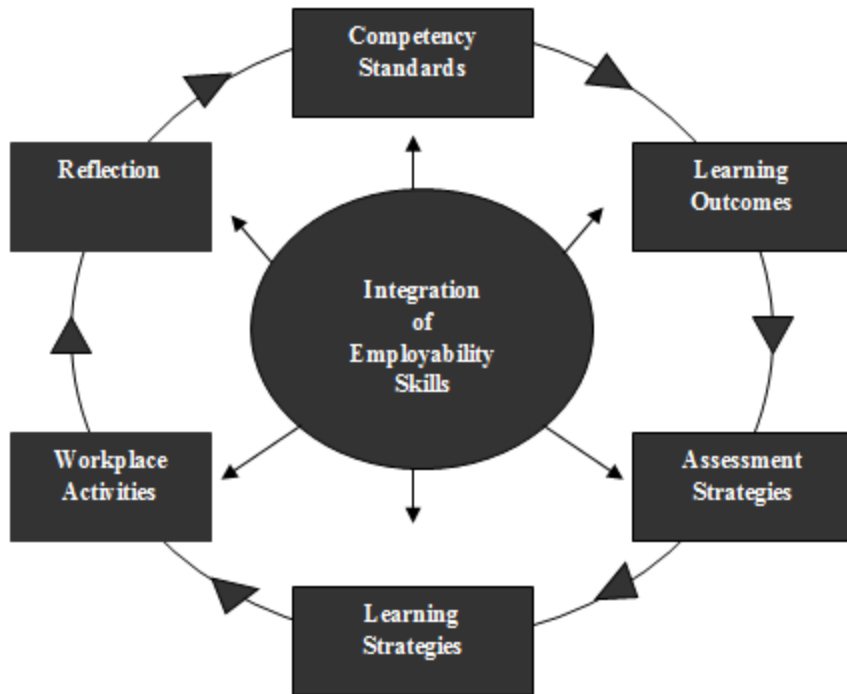 Competency
Standards
Reflection
Learning
Outcomes
Integration
of
Employability
Skills
Workplace
Activities
Assessment
Strategies
Learning
Strategies